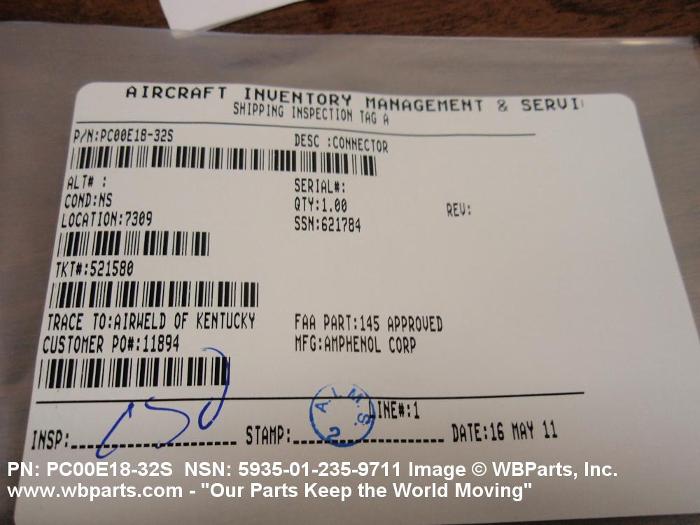 AIRCRAFT INVENTORY MANAGEMENT & SERVI
SHIPPING INSPECTION TAG A
P/N:PC00E18-32S
DESC :CONNECTOR
ALT# :
SERIAL#:
COND:NS
QTY:1.00
REV:
LOCATION:7309
SSN:621784
TKT#:521580
TRACE TO:AIRWELD OF KENTUCKY
FAA PART:145 APPROVED
CUSTOMER PO#:11894
MFG:AMPHENOL CORP
LINE#:1
A.I.M.S.
2
INSP:
STAMP:
DATE:16 MAY 11
PN: PC00E18-32S NSN: 5935-01-235-9711 Image © WBParts, Inc.
www.wbparts.com - "Our Parts Keep the World Moving"